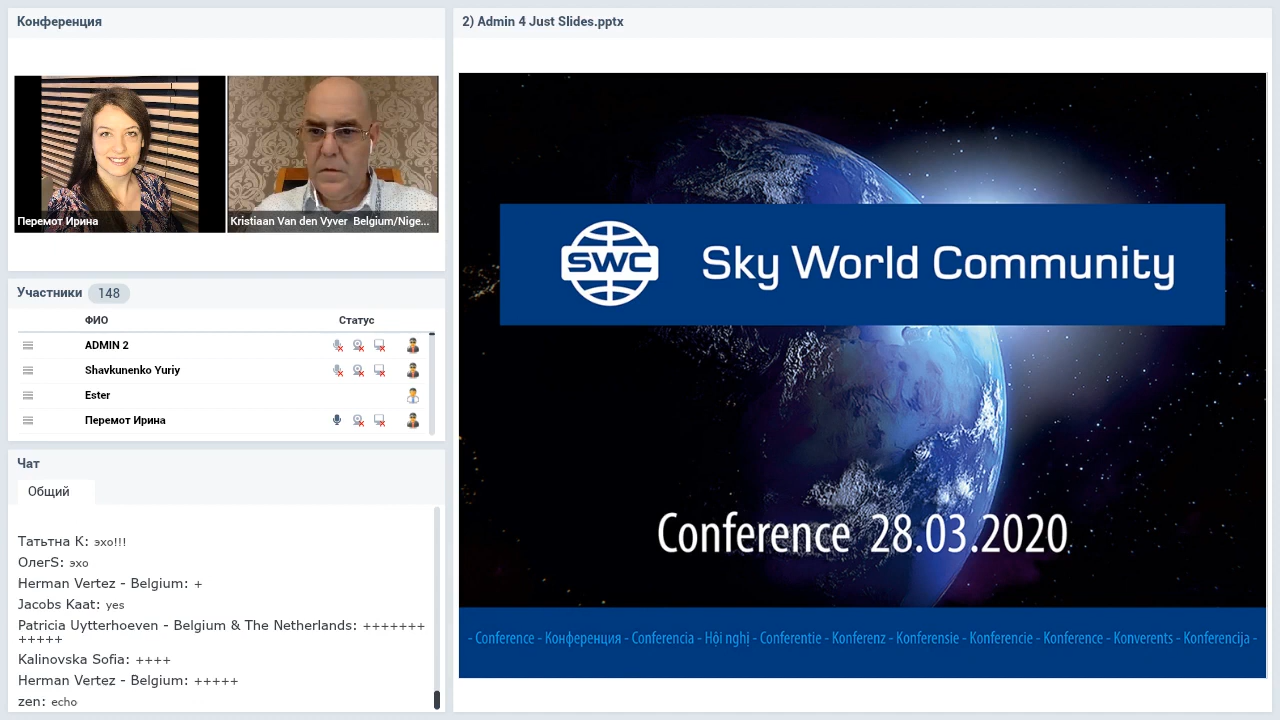 Конференция
Перемот Ирина
Kristiaan Van den Vyver Belgium/Nige...
Участники 148
ФИО Статус
ADMIN 2
Shavkunenko Yuriy
Ester
Перемот Ирина
Чат
Общий
Татьтна К: эхо!!!
ОлегS: эхо
Herman Vertez - Belgium: +
Jacobs Kaat: yes
Patricia Uytterhoeven - Belgium & The Netherlands: +++++++
+++++
Kalinovska Sofia: ++++
Herman Vertez - Belgium: +++++
zen: echo
2) Admin 4 Just Slides.pptx
SWC Sky World Community
Conference 28.03.2020
- Conference - Конференция - Conferencia - Hội nghị - Conferentie - Konferenz - Konferensie - Konferencie - Konference - Konverents - Konferencija -